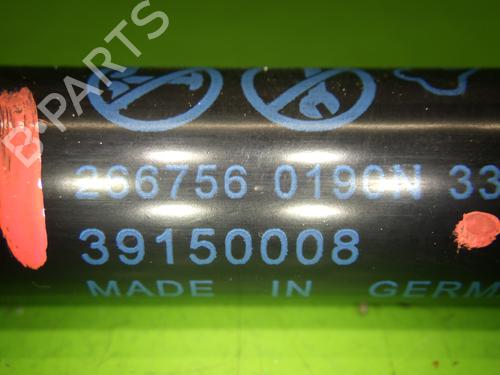 B-PARTS
266756 0190N 33
39150008
MADE IN GERM